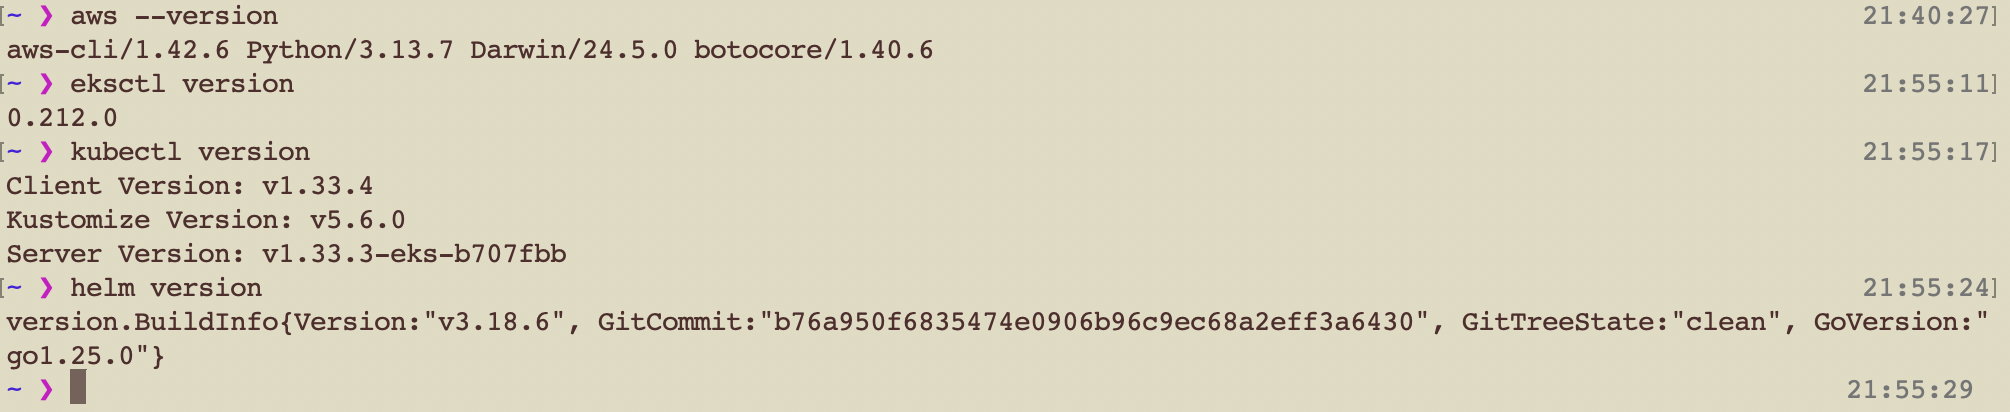 [~ ❯ aws --version 21:40:27]
aws-cli/1.42.6 Python/3.13.7 Darwin/24.5.0 botocore/1.40.6
[~ ❯ eksctl version 21:55:11]
0.212.0
[~ ❯ kubectl version 21:55:17]
Client Version: v1.33.4
Kustomize Version: v5.6.0
Server Version: v1.33.3-eks-b707fbb
[~ ❯ helm version 21:55:24]
version.BuildInfo{Version:"v3.18.6", GitCommit:"b76a950f6835474e0906b96c9ec68a2eff3a6430", GitTreeState:"clean", GoVersion:"
go1.25.0"}
~ ❯ 21:55:29